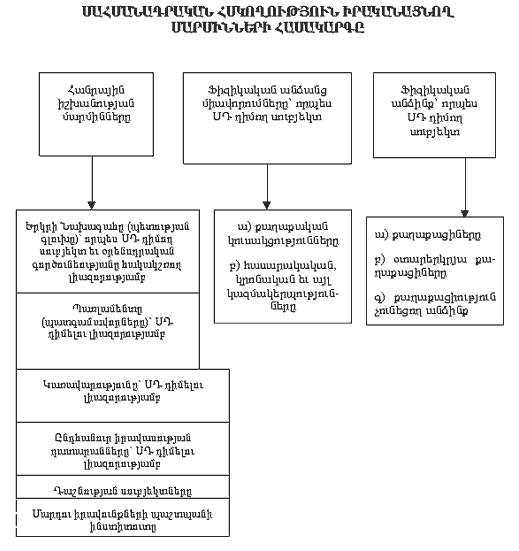 ՍԱՀՄԱՆԱԴՐԱԿԱՆ ՀՍԿՈՂՈՒԹՅՈՒՆ ԻՐԱԿԱՆԱՑՆՈՂ
ՄԱՐՄԻՆՆԵՐԻ ՀԱՄԱԿԱՐԳԸ
Հանրային
իշխանության
մարմինները
Ֆիզիկական անձանց
միավորումները՝ որպես
ՍԴ դիմող սուբյեկտ
Ֆիզիկական
անձինք՝ որպես
ՍԴ դիմող
սուբյեկտ
Երկրի Նախագահը (պետության
գլուխը)՝ որպես ՍԴ դիմող
սուբյեկտ եւ օրենսդրական
գործունեությանը հակակշռող
լիազորությամբ
Պառլամենտը
(պատգամավորները)՝ ՍԴ
դիմելու լիազորությամբ
Կառավարությունը՝ ՍԴ դիմելու
լիազորությամբ
Ընդհանուր իրավասության
դատարանները՝ ՍԴ դիմելու
լիազորությամբ
Դաշնության սուբյեկտները
Մարդու իրավունքների պաշտպանի
ինստիտուտը
ա) քաղաքական
կուսակցությունները
բ) հասարակական,
կրոնական եւ այլ
կազմակերպություն-
ները
ա) քաղաքացիները
բ) օտարերկրյա քա-
ղաքացիները
գ) քաղաքացիություն
չունեցող անձինք